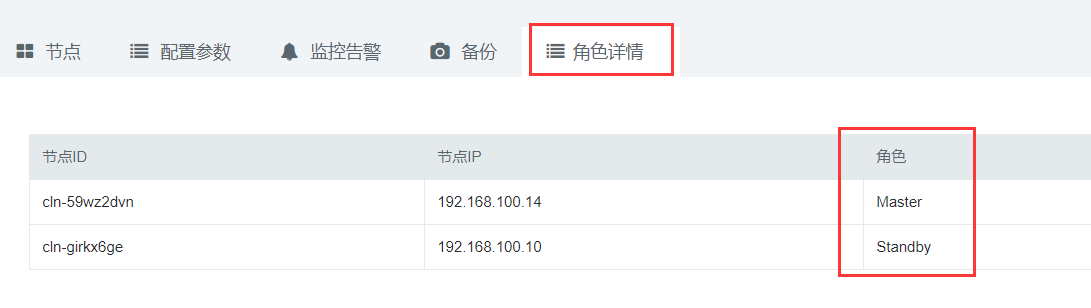 节点 配置参数 监控告警 备份 角色详情
节点ID 节点IP 角色
cln-59wz2dvn 192.168.100.14 Master
cln-girkx6ge 192.168.100.10 Standby